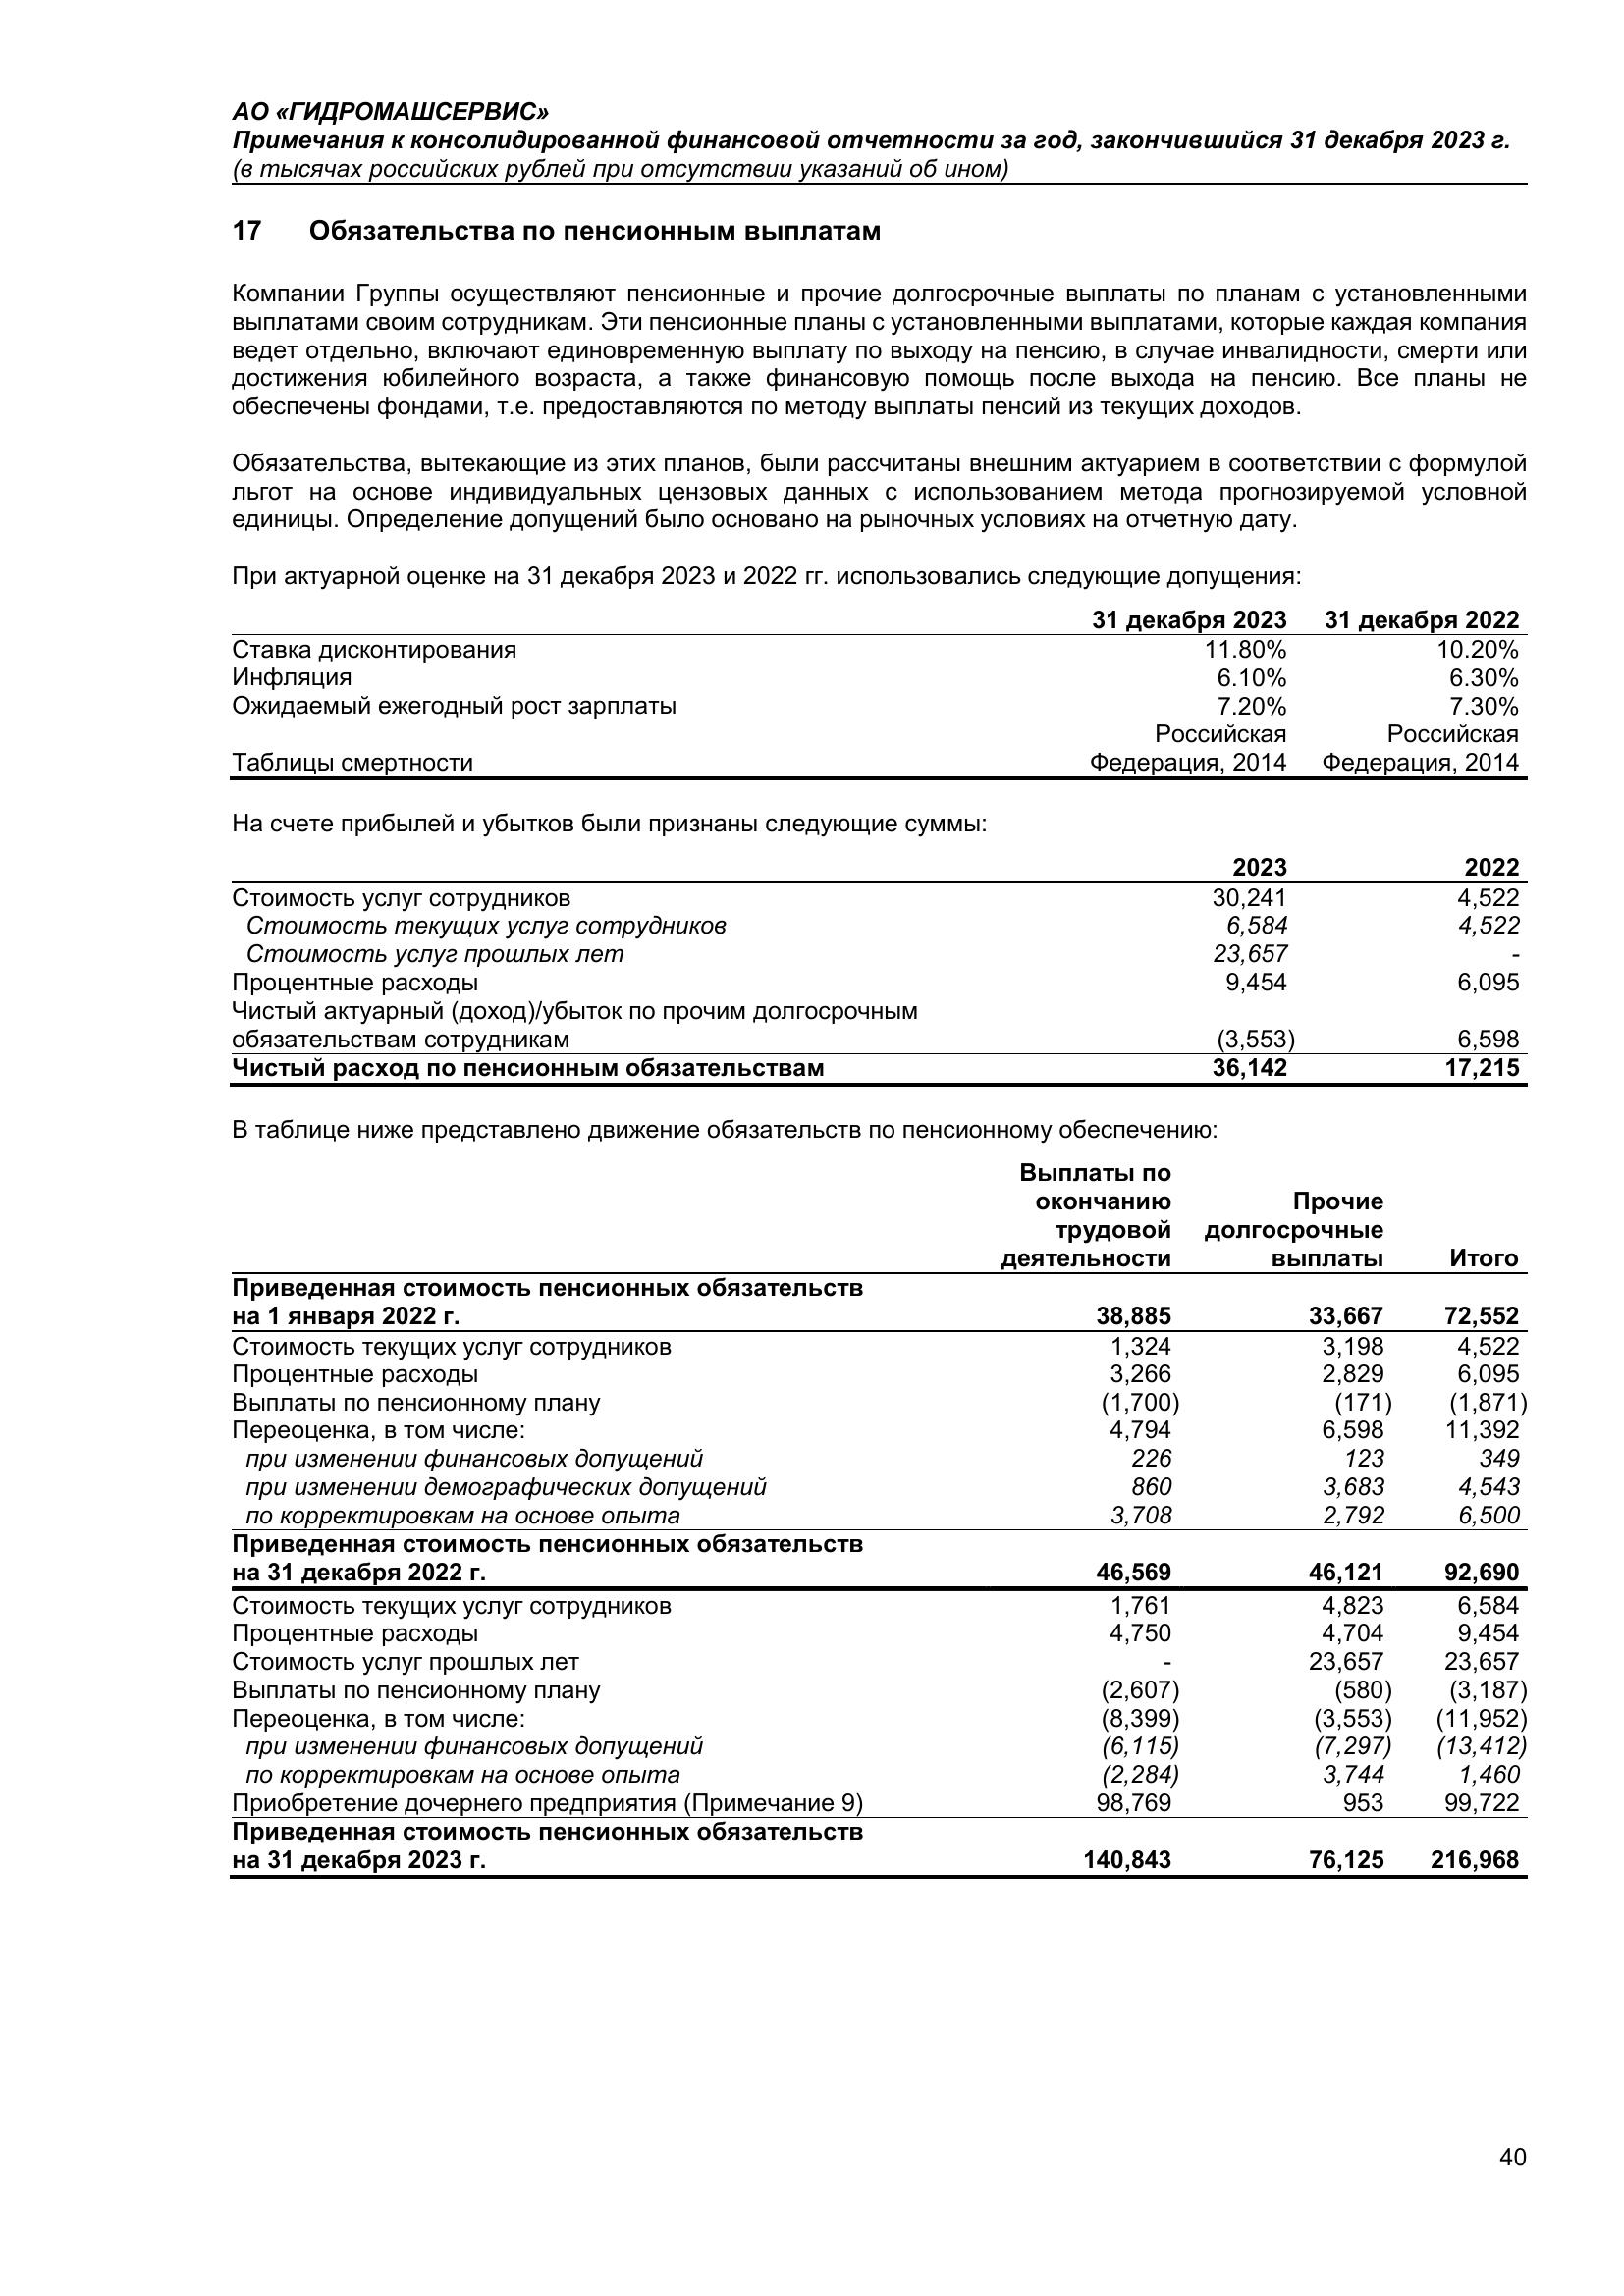 АО «ГИДРОМАШСЕРВИС»
Примечания к консолидированной финансовой отчетности за год, закончившийся 31 декабря 2023 г.
(в тысячах российских рублей при отсутствии указаний об ином)
17 Обязательства по пенсионным выплатам
Компании Группы осуществляют пенсионные и прочие долгосрочные выплаты по планам с установленными
выплатами своим сотрудникам. Эти пенсионные планы с установленными выплатами, которые каждая компания
ведет отдельно, включают единовременную выплату по выходу на пенсию, в случае инвалидности, смерти или
достижения юбилейного возраста, а также финансовую помощь после выхода на пенсию. Все планы не
обеспечены фондами, т.е. предоставляются по методу выплаты пенсий из текущих доходов.
Обязательства, вытекающие из этих планов, были рассчитаны внешним актуарием в соответствии с формулой
льгот на основе индивидуальных цензовых данных с использованием метода прогнозируемой условной
единицы. Определение допущений было основано на рыночных условиях на отчетную дату.
При актуарной оценке на 31 декабря 2023 и 2022 гг. использовались следующие допущения:
31 декабря 2023 31 декабря 2022
Ставка дисконтирования 11.80% 10.20%
Инфляция 6.10% 6.30%
Ожидаемый ежегодный рост зарплаты 7.20% 7.30%
Российская Российская
Таблицы смертности Федерация, 2014 Федерация, 2014
На счете прибылей и убытков были признаны следующие суммы:
2023 2022
Стоимость услуг сотрудников 30,241 4,522
Стоимость текущих услуг сотрудников 6,584 4,522
Стоимость услуг прошлых лет 23,657 -
Процентные расходы 9,454 6,095
Чистый актуарный (доход)/убыток по прочим долгосрочным
обязательствам сотрудникам (3,553) 6,598
Чистый расход по пенсионным обязательствам 36,142 17,215
В таблице ниже представлено движение обязательств по пенсионному обеспечению:
Выплаты по
окончанию Прочие
трудовой долгосрочные
деятельности выплаты Итого
Приведенная стоимость пенсионных обязательств
на 1 января 2022 г. 38,885 33,667 72,552
Стоимость текущих услуг сотрудников 1,324 3,198 4,522
Процентные расходы 3,266 2,829 6,095
Выплаты по пенсионному плану (1,700) (171) (1,871)
Переоценка, в том числе: 4,794 6,598 11,392
при изменении финансовых допущений 226 123 349
при изменении демографических допущений 860 3,683 4,543
по корректировкам на основе опыта 3,708 2,792 6,500
Приведенная стоимость пенсионных обязательств
на 31 декабря 2022 г. 46,569 46,121 92,690
Стоимость текущих услуг сотрудников 1,761 4,823 6,584
Процентные расходы 4,750 4,704 9,454
Стоимость услуг прошлых лет - 23,657 23,657
Выплаты по пенсионному плану (2,607) (580) (3,187)
Переоценка, в том числе: (8,399) (3,553) (11,952)
при изменении финансовых допущений (6,115) (7,297) (13,412)
по корректировкам на основе опыта (2,284) 3,744 1,460
Приобретение дочернего предприятия (Примечание 9) 98,769 953 99,722
Приведенная стоимость пенсионных обязательств
на 31 декабря 2023 г. 140,843 76,125 216,968
40